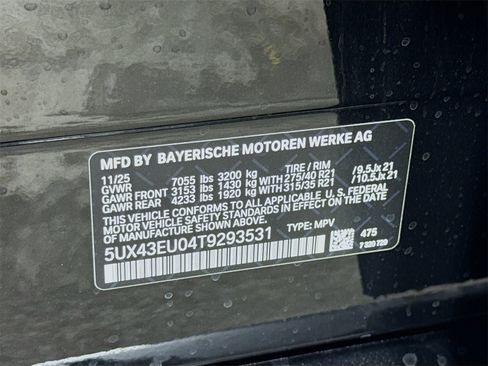 MFD BY BAYERISCHE MOTOREN WERKE AG
11/25 TIRE / RIM
GVWR 7055 lbs 3200 kg
GAWR FRONT 3153 lbs 1430 kg WITH 275/40 R21 /9.5Jx21
GAWR REAR 4233 lbs 1920 kg WITH 315/35 R21 /10.5Jx21
THIS VEHICLE CONFORMS TO ALL APPLICABLE U.S. FEDERAL
MOTOR VEHICLE SAFETY STANDARDS IN EFFECT ON THE DATE
OF MANUFACTURE SHOWN ABOVE.
5UX43EU04T9293531 TYPE: MPV
475
7 320 720